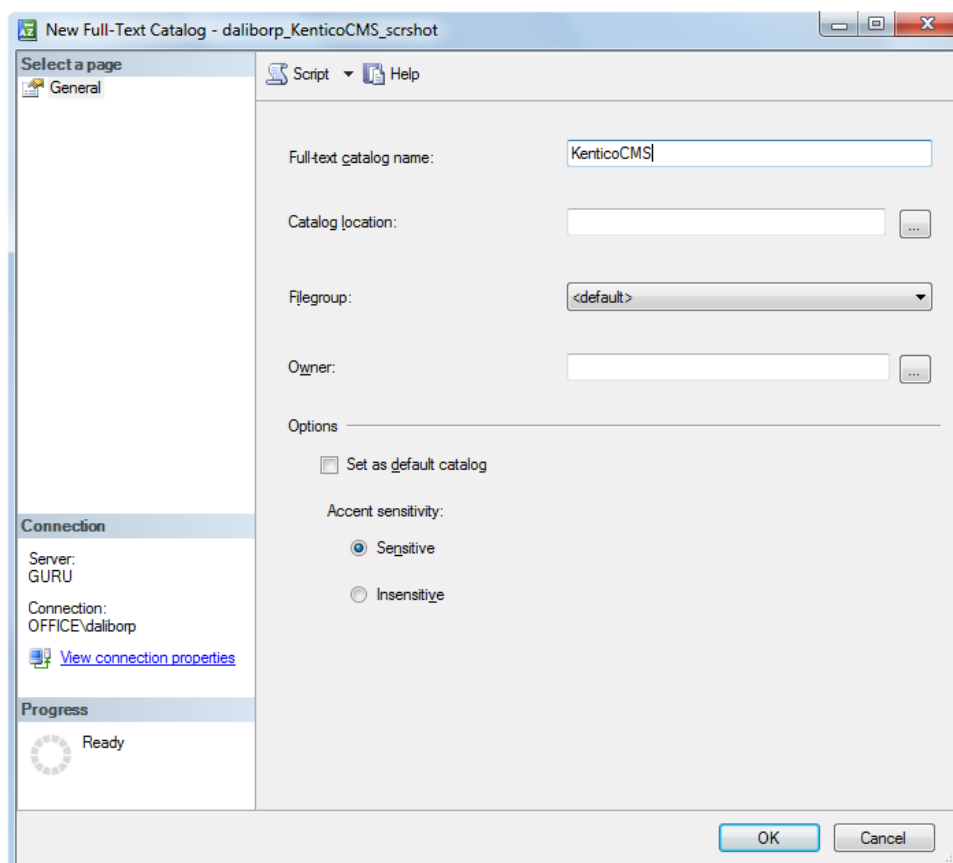 New Full-Text Catalog - daliborp_KenticoCMS_scrshot
Select a page
General
Script
Help
Full-text catalog name:
KenticoCMS
Catalog location:
...
Filegroup:
<default>
Owner:
...
Options
Set as default catalog
Accent sensitivity:
Sensitive
Insensitive
Connection
Server:
GURU
Connection:
OFFICE\daliborp
View connection properties
Progress
Ready
OK
Cancel